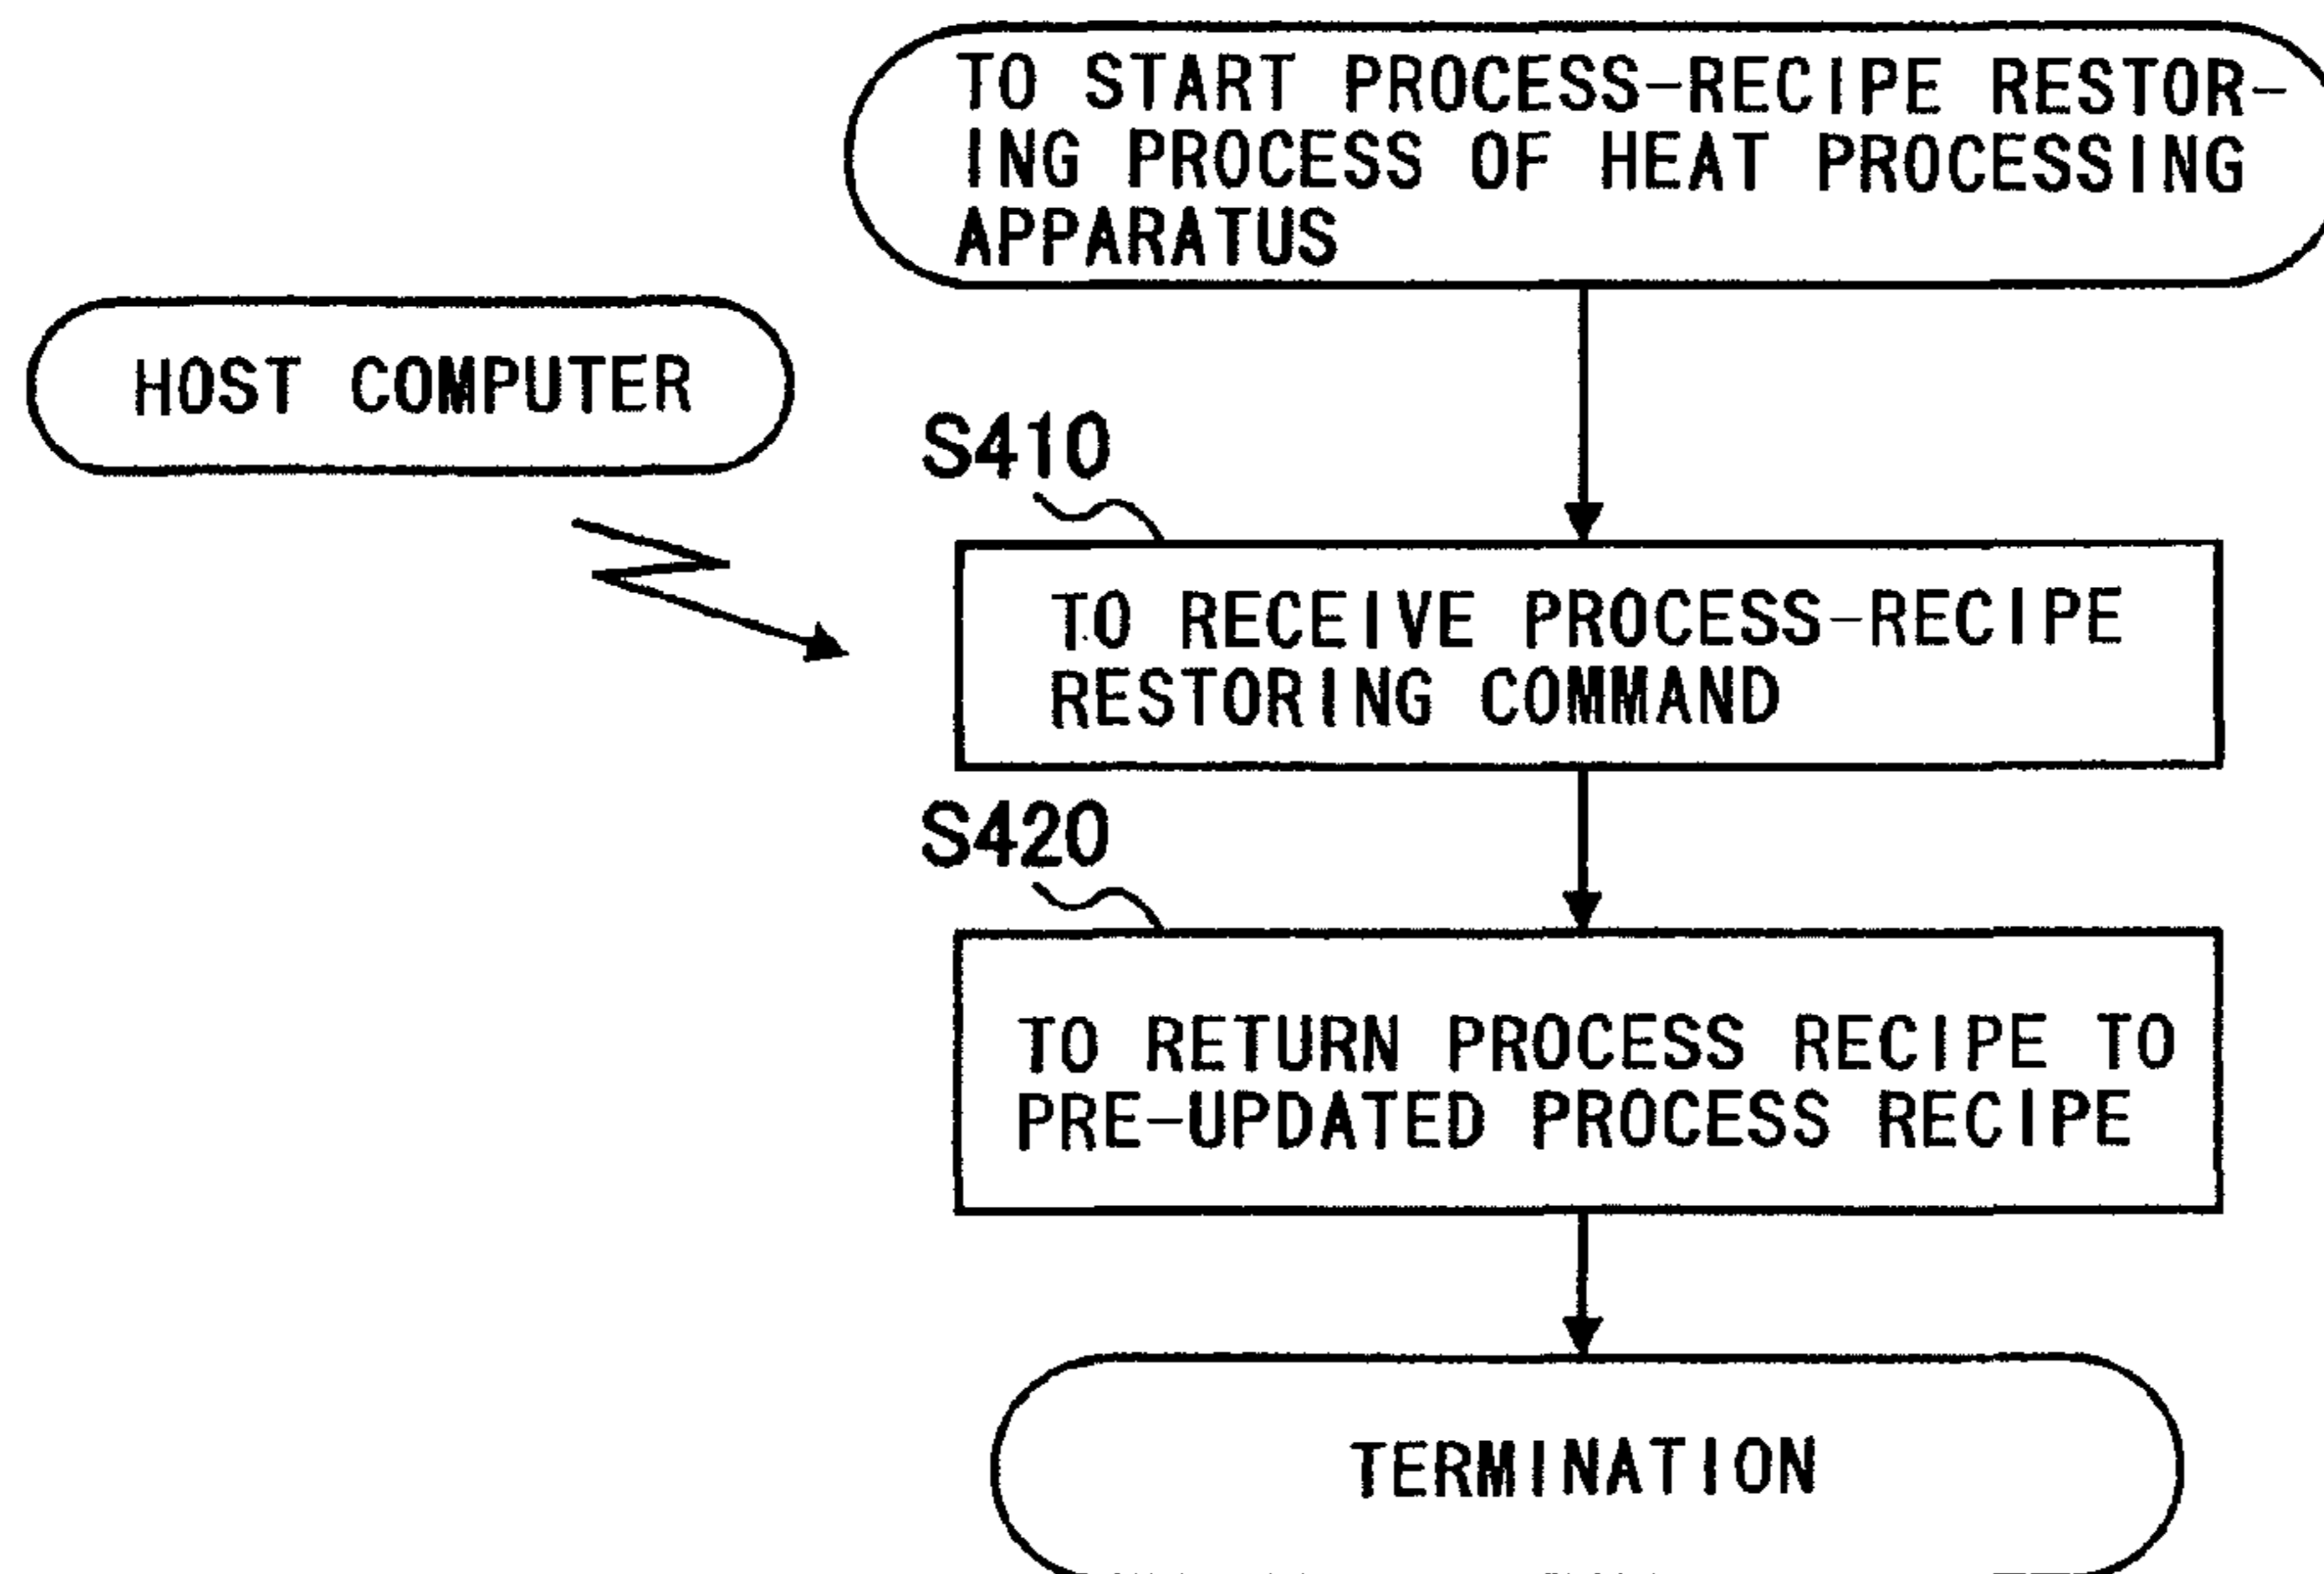 TO START PROCESS-RECIPE RESTOR-
ING PROCESS OF HEAT PROCESSING
APPARATUS
HOST COMPUTER
S410
TO RECEIVE PROCESS-RECIPE
RESTORING COMMAND
S420
TO RETURN PROCESS RECIPE TO
PRE-UPDATED PROCESS RECIPE
TERMINATION